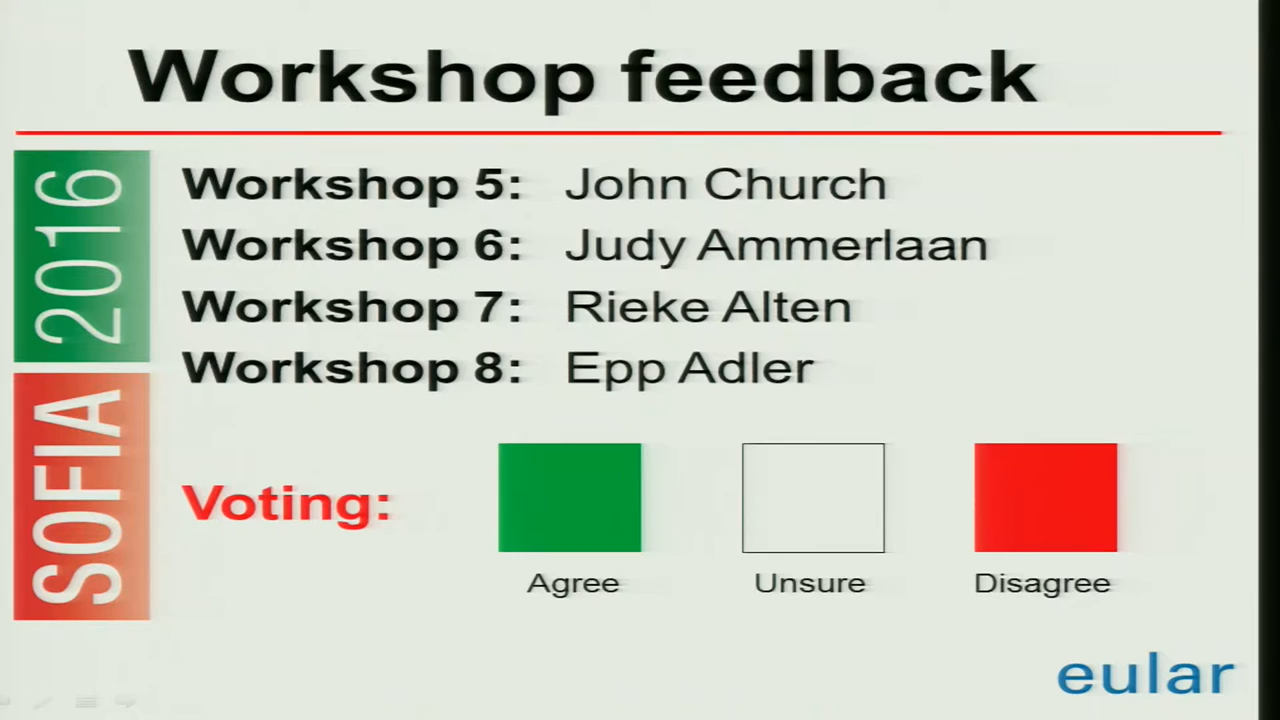 Workshop feedback
SOFIA 2016
Workshop 5: John Church
Workshop 6: Judy Ammerlaan
Workshop 7: Rieke Alten
Workshop 8: Epp Adler
Voting:
Agree Unsure Disagree
eular